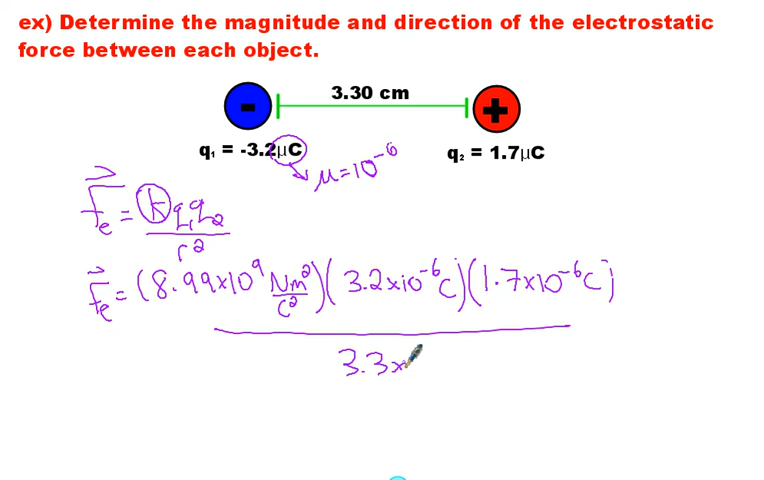 ex) Determine the magnitude and direction of the electrostatic
force between each object.
3.30 cm
- +
q₁ = -3.2μC q₂ = 1.7μC
μ=10⁻⁶
F⃗e = kq₁q₂
r²
F⃗e = (8.99x10⁹ Nm²/C²)(3.2x10⁻⁶C)(1.7x10⁻⁶C)
3.3x